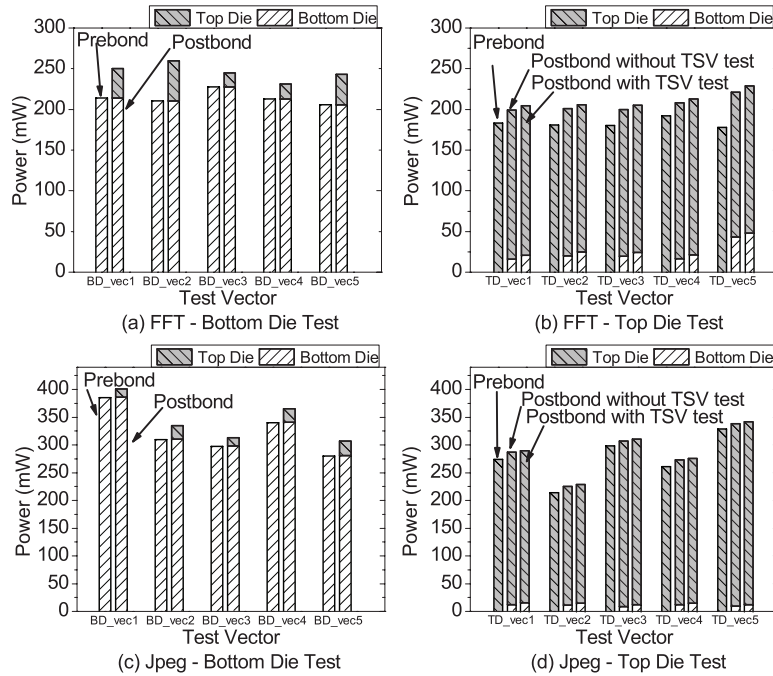 Top Die Bottom Die
300
250
200
150
100
50
0
Power (mW)
Prebond
Postbond
BD_vec1 BD_vec2 BD_vec3 BD_vec4 BD_vec5
Test Vector
(a) FFT - Bottom Die Test
Top Die Bottom Die
300
250
200
150
100
50
0
Power (mW)
Prebond
Postbond without TSV test
Postbond with TSV test
TD_vec1 TD_vec2 TD_vec3 TD_vec4 TD_vec5
Test Vector
(b) FFT - Top Die Test
Top Die Bottom Die
400
350
300
250
200
150
100
50
0
Power (mW)
Prebond
Postbond
BD_vec1 BD_vec2 BD_vec3 BD_vec4 BD_vec5
Test Vector
(c) Jpeg - Bottom Die Test
Top Die Bottom Die
400
350
300
250
200
150
100
50
0
Power (mW)
Prebond
Postbond without TSV test
Postbond with TSV test
TD_vec1 TD_vec2 TD_vec3 TD_vec4 TD_vec5
Test Vector
(d) Jpeg - Top Die Test